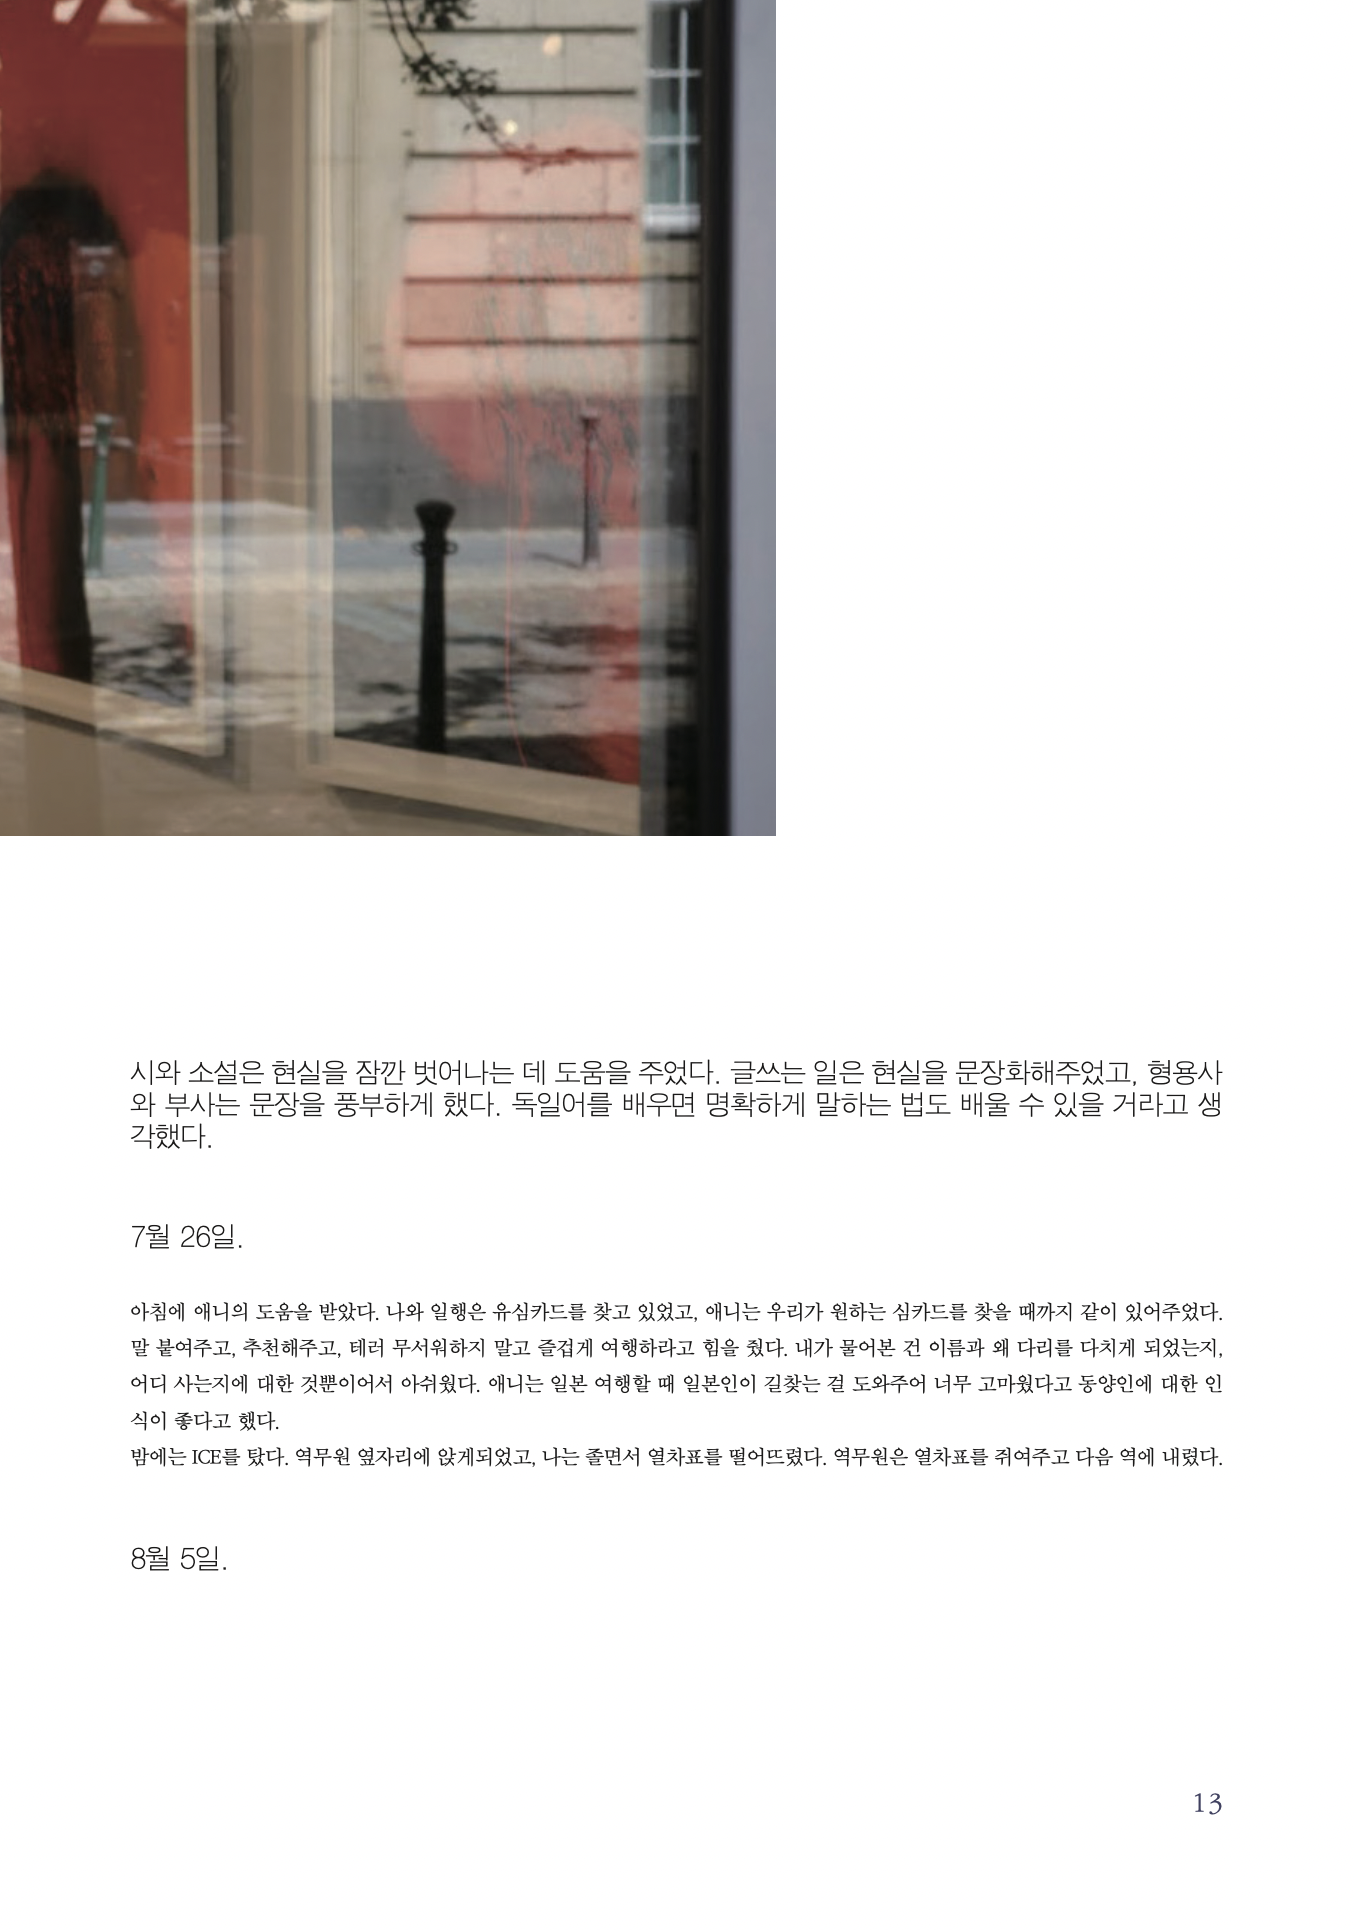 시와 소설은 현실을 잠깐 벗어나는 데 도움을 주었다. 글쓰는 일은 현실을 문장화해주었고, 형용사
와 부사는 문장을 풍부하게 했다. 독일어를 배우면 명확하게 말하는 법도 배울 수 있을 거라고 생
각했다.
7월 26일.
아침에 애니의 도움을 받았다. 나와 일행은 유심카드를 찾고 있었고, 애니는 우리가 원하는 심카드를 찾을 때까지 같이 있어주었다.
말 붙여주고, 추천해주고, 테러 무서워하지 말고 즐겁게 여행하라고 힘을 줬다. 내가 물어본 건 이름과 왜 다리를 다치게 되었는지,
어디 사는지에 대한 것뿐이어서 아쉬웠다. 애니는 일본 여행할 때 일본인이 길찾는 걸 도와주어 너무 고마웠다고 동양인에 대한 인
식이 좋다고 했다.
밤에는 ICE를 탔다. 역무원 옆자리에 앉게되었고, 나는 졸면서 열차표를 떨어뜨렸다. 역무원은 열차표를 쥐여주고 다음 역에 내렸다.
8월 5일.
13